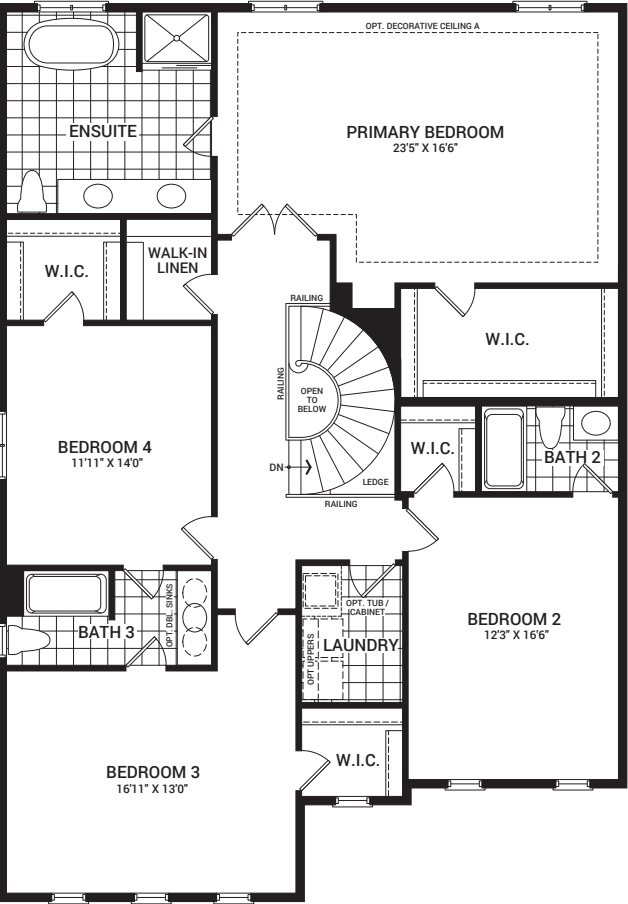 OPT. DECORATIVE CEILING A
ENSUITE
PRIMARY BEDROOM
23'5" X 16'6"
W.I.C.
WALK-IN
LINEN
RAILING
W.I.C.
RAILING
OPEN
TO
BELOW
BEDROOM 4
11'11" X 14'0"
W.I.C.
BATH 2
DN
LEDGE
RAILING
OPT. DBL. SINKS
BATH 3
OPT. TUB /
CABINET
OPT UPPERS
LAUNDRY
BEDROOM 2
12'3" X 16'6"
W.I.C.
BEDROOM 3
16'11" X 13'0"